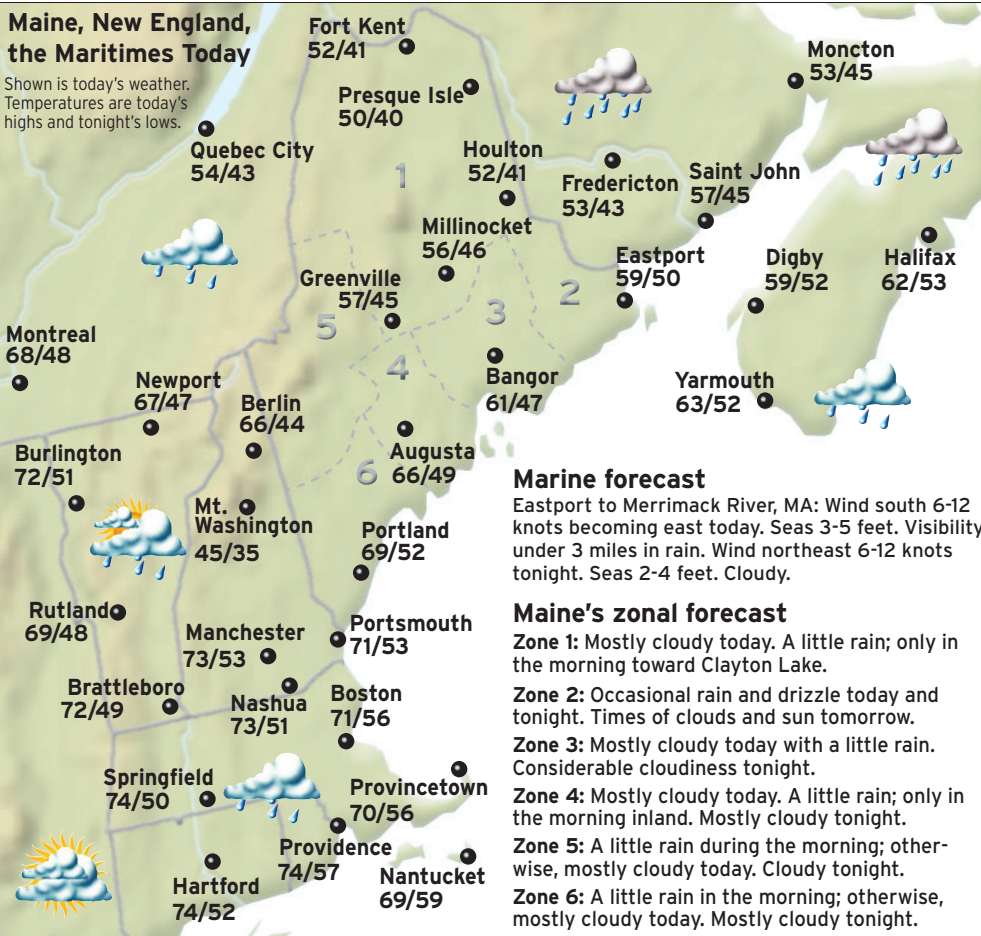 Maine, New England,
the Maritimes Today
Shown is today's weather.
Temperatures are today's
highs and tonight's lows.
Fort Kent
52/41
Moncton
53/45
Presque Isle
50/40
Quebec City
54/43
Houlton
52/41
Fredericton
53/43
Saint John
57/45
1
Millinocket
56/46
Eastport
59/50
Digby
59/52
Halifax
62/53
Greenville
57/45
2
3
5
4
Montreal
68/48
Newport
67/47
Berlin
66/44
Bangor
61/47
Yarmouth
63/52
Burlington
72/51
Augusta
66/49
6
Mt.
Washington
45/35
Portland
69/52
Rutland
69/48
Manchester
73/53
Portsmouth
71/53
Brattleboro
72/49
Nashua
73/51
Boston
71/56
Springfield
74/50
Provincetown
70/56
Providence
74/57
Hartford
74/52
Nantucket
69/59
Marine forecast
Eastport to Merrimack River, MA: Wind south 6-12
knots becoming east today. Seas 3-5 feet. Visibility
under 3 miles in rain. Wind northeast 6-12 knots
tonight. Seas 2-4 feet. Cloudy.
Maine's zonal forecast
Zone 1: Mostly cloudy today. A little rain; only in
the morning toward Clayton Lake.
Zone 2: Occasional rain and drizzle today and
tonight. Times of clouds and sun tomorrow.
Zone 3: Mostly cloudy today with a little rain.
Considerable cloudiness tonight.
Zone 4: Mostly cloudy today. A little rain; only in
the morning inland. Mostly cloudy tonight.
Zone 5: A little rain during the morning; other-
wise, mostly cloudy today. Cloudy tonight.
Zone 6: A little rain in the morning; otherwise,
mostly cloudy today. Mostly cloudy tonight.